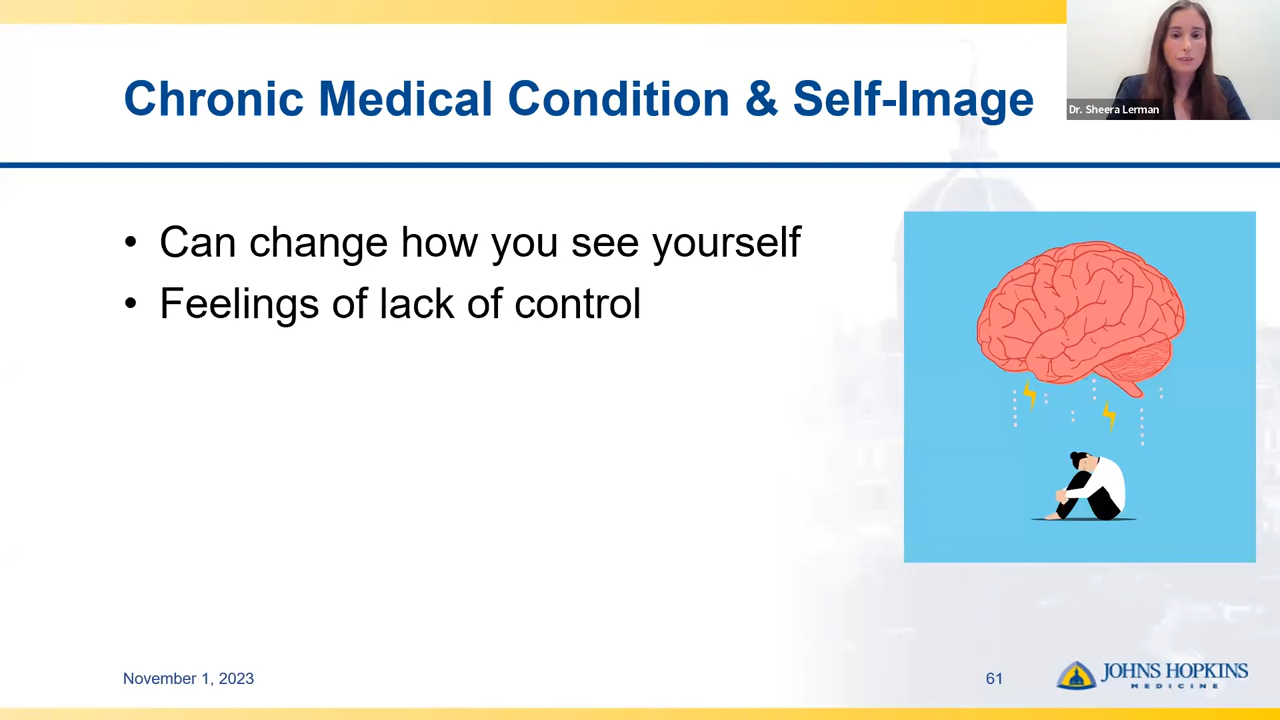 Chronic Medical Condition & Self-Image
Dr. Sheera Lerman
• Can change how you see yourself
• Feelings of lack of control
November 1, 2023
61
JOHNS HOPKINS
MEDICINE